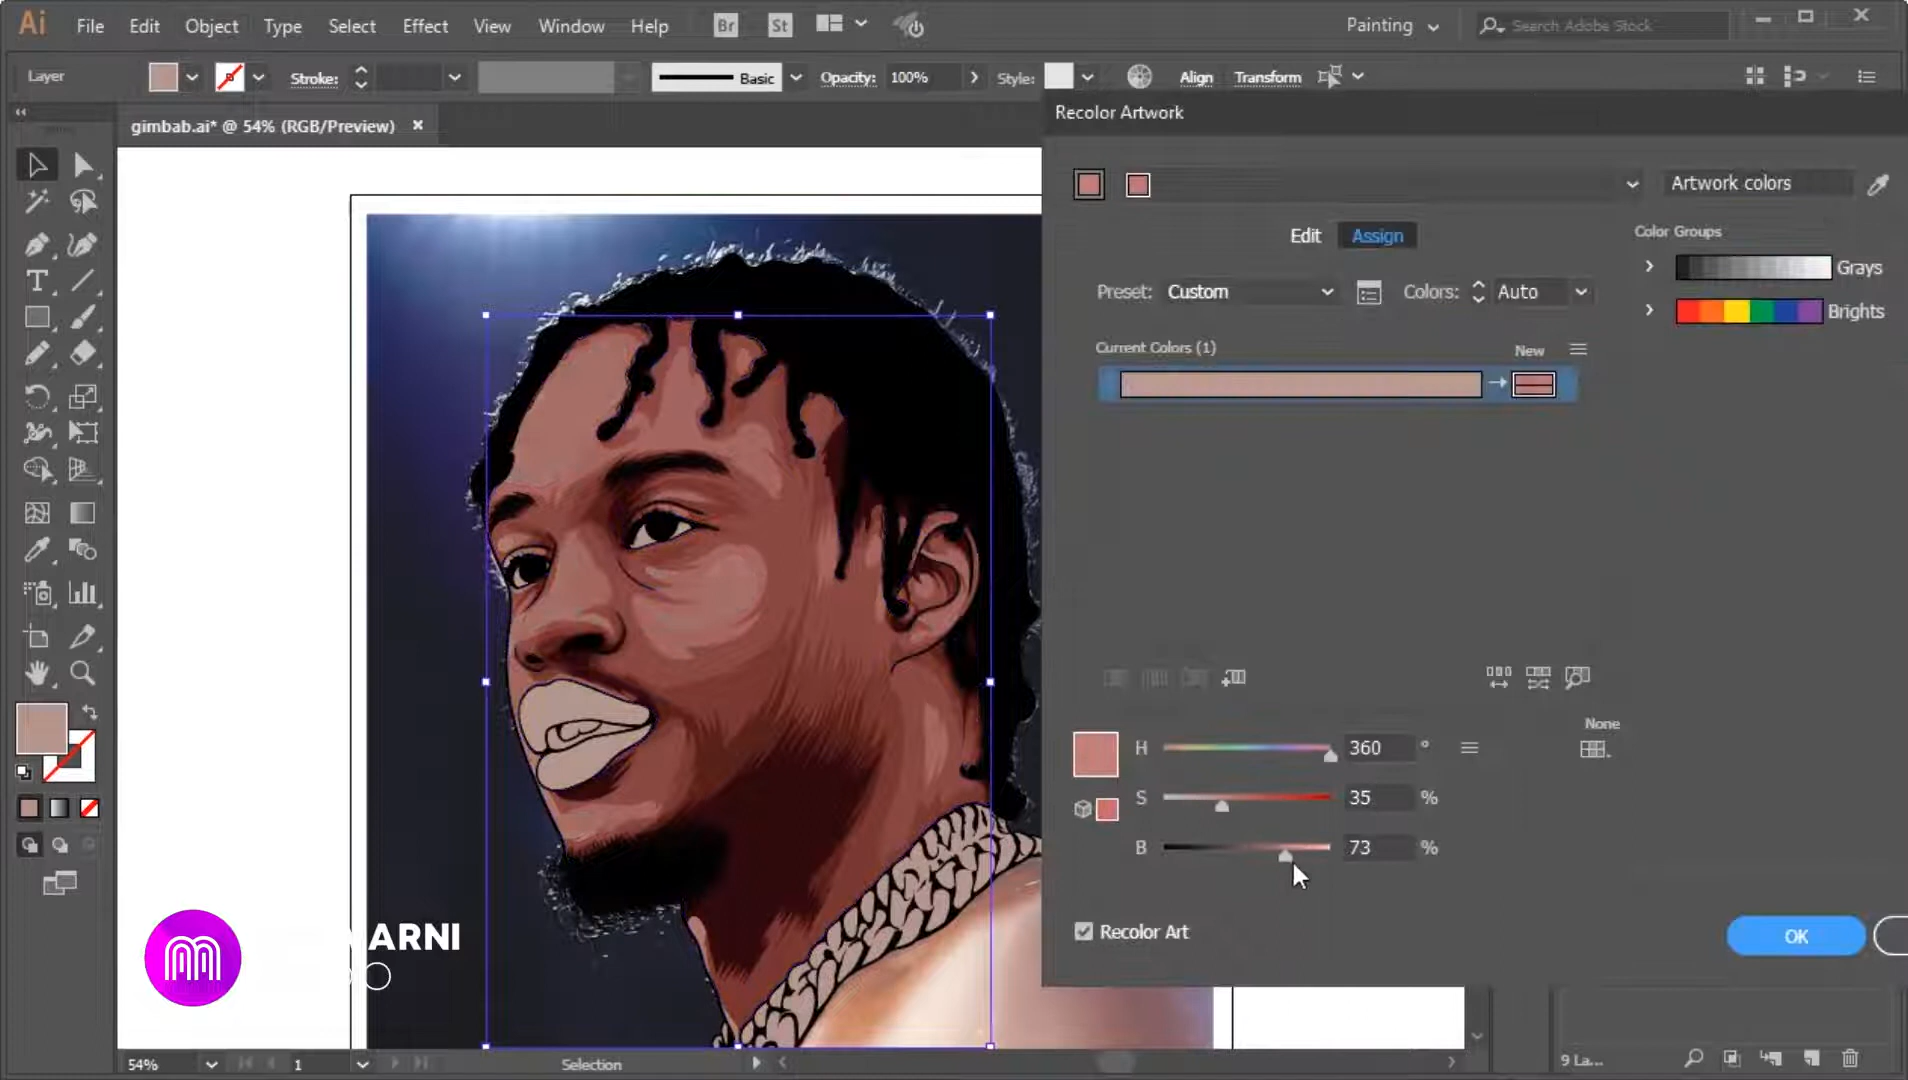 Ai File Edit Object Type Select Effect View Window Help Br St Painting Search Adobe Stock
Layer Stroke: Basic Opacity: 100% Style: Align Transform
gimbab.ai* @ 54% (RGB/Preview)
Recolor Artwork
Artwork colors
Edit Assign
Color Groups
Preset: Custom Colors: Auto
Grays
Brights
Current Colors (1) New
None
H 360 °
S 35 %
B 73 %
Recolor Art
OK
ARNI
O
54% 1 Selection
9 La...